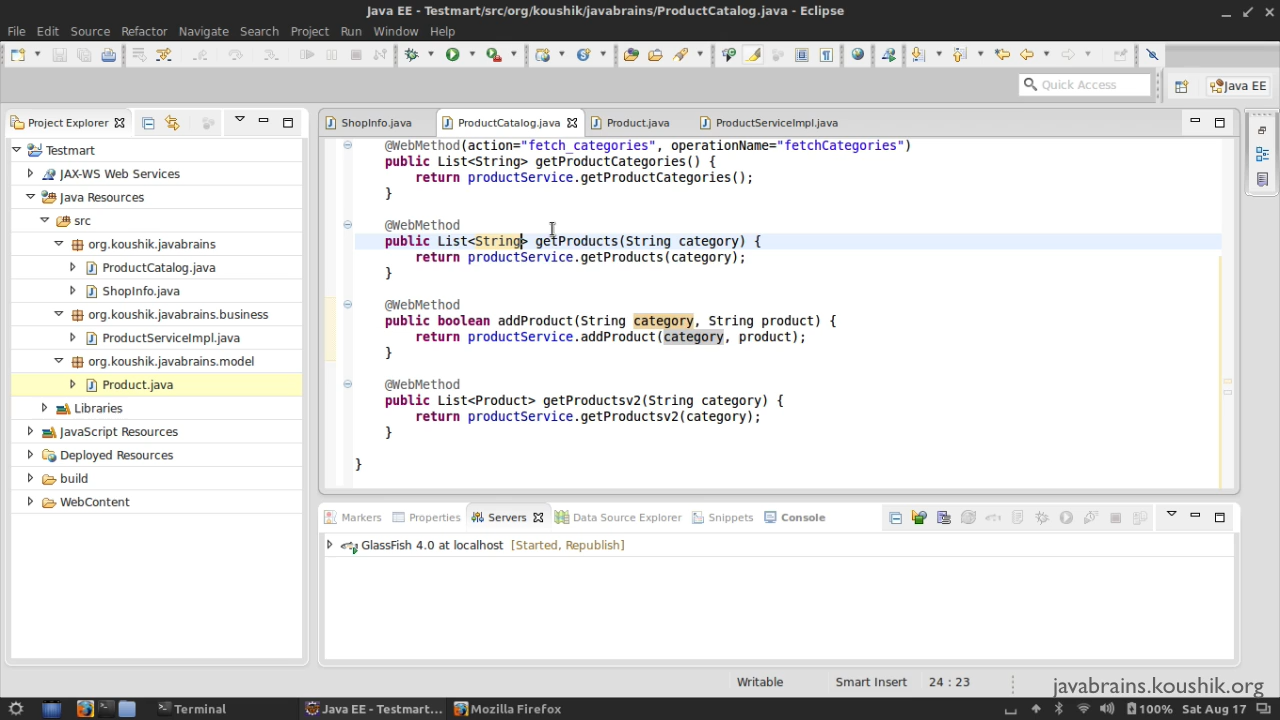 Java EE - Testmart/src/org/koushik/javabrains/ProductCatalog.java - Eclipse
File Edit Source Refactor Navigate Search Project Run Window Help
Quick Access
Java EE
Project Explorer
ShopInfo.java
ProductCatalog.java
Product.java
ProductServiceImpl.java
Testmart
JAX-WS Web Services
Java Resources
src
org.koushik.javabrains
ProductCatalog.java
ShopInfo.java
org.koushik.javabrains.business
ProductServiceImpl.java
org.koushik.javabrains.model
Product.java
Libraries
JavaScript Resources
Deployed Resources
build
WebContent
@WebMethod(action="fetch_categories", operationName="fetchCategories")
public List<String> getProductCategories() {
return productService.getProductCategories();
}
@WebMethod
public List<String> getProducts(String category) {
return productService.getProducts(category);
}
@WebMethod
public boolean addProduct(String category, String product) {
return productService.addProduct(category, product);
}
@WebMethod
public List<Product> getProductsv2(String category) {
return productService.getProductsv2(category);
}
}
Markers Properties Servers Data Source Explorer Snippets Console
GlassFish 4.0 at localhost [Started, Republish]
Writable Smart Insert 24 : 23
javabrains.koushik.org
Terminal Java EE - Testmart... Mozilla Firefox 100% Sat Aug 17